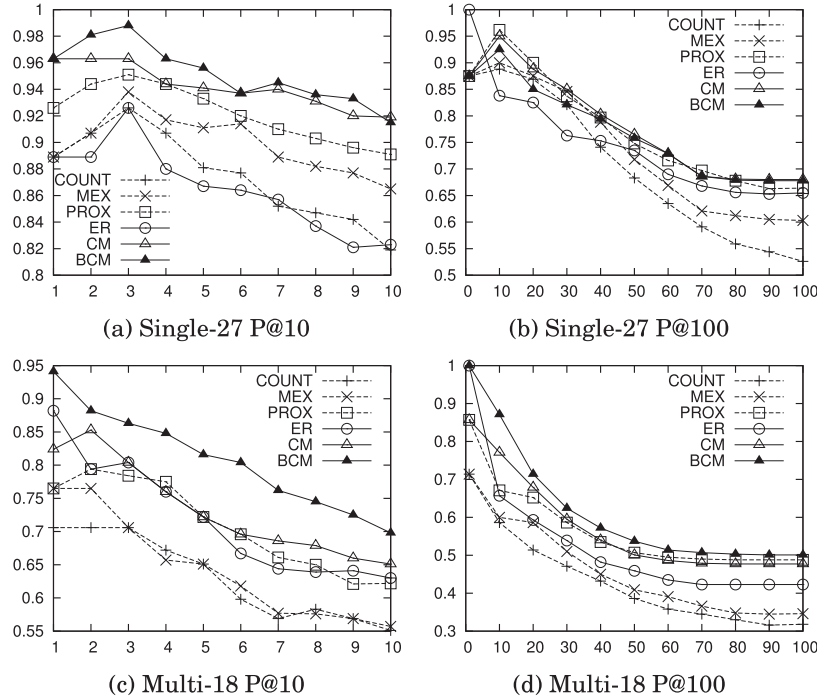 1
0.98
0.96
0.94
0.92
0.9
0.88
0.86
0.84
0.82
0.8
COUNT
MEX
PROX
ER
CM
BCM
1 2 3 4 5 6 7 8 9 10
(a) Single-27 P@10
1
0.95
0.9
0.85
0.8
0.75
0.7
0.65
0.6
0.55
0.5
COUNT
MEX
PROX
ER
CM
BCM
0 10 20 30 40 50 60 70 80 90 100
(b) Single-27 P@100
0.95
0.9
0.85
0.8
0.75
0.7
0.65
0.6
0.55
COUNT
MEX
PROX
ER
CM
BCM
1 2 3 4 5 6 7 8 9 10
(c) Multi-18 P@10
1
0.9
0.8
0.7
0.6
0.5
0.4
0.3
COUNT
MEX
PROX
ER
CM
BCM
0 10 20 30 40 50 60 70 80 90 100
(d) Multi-18 P@100